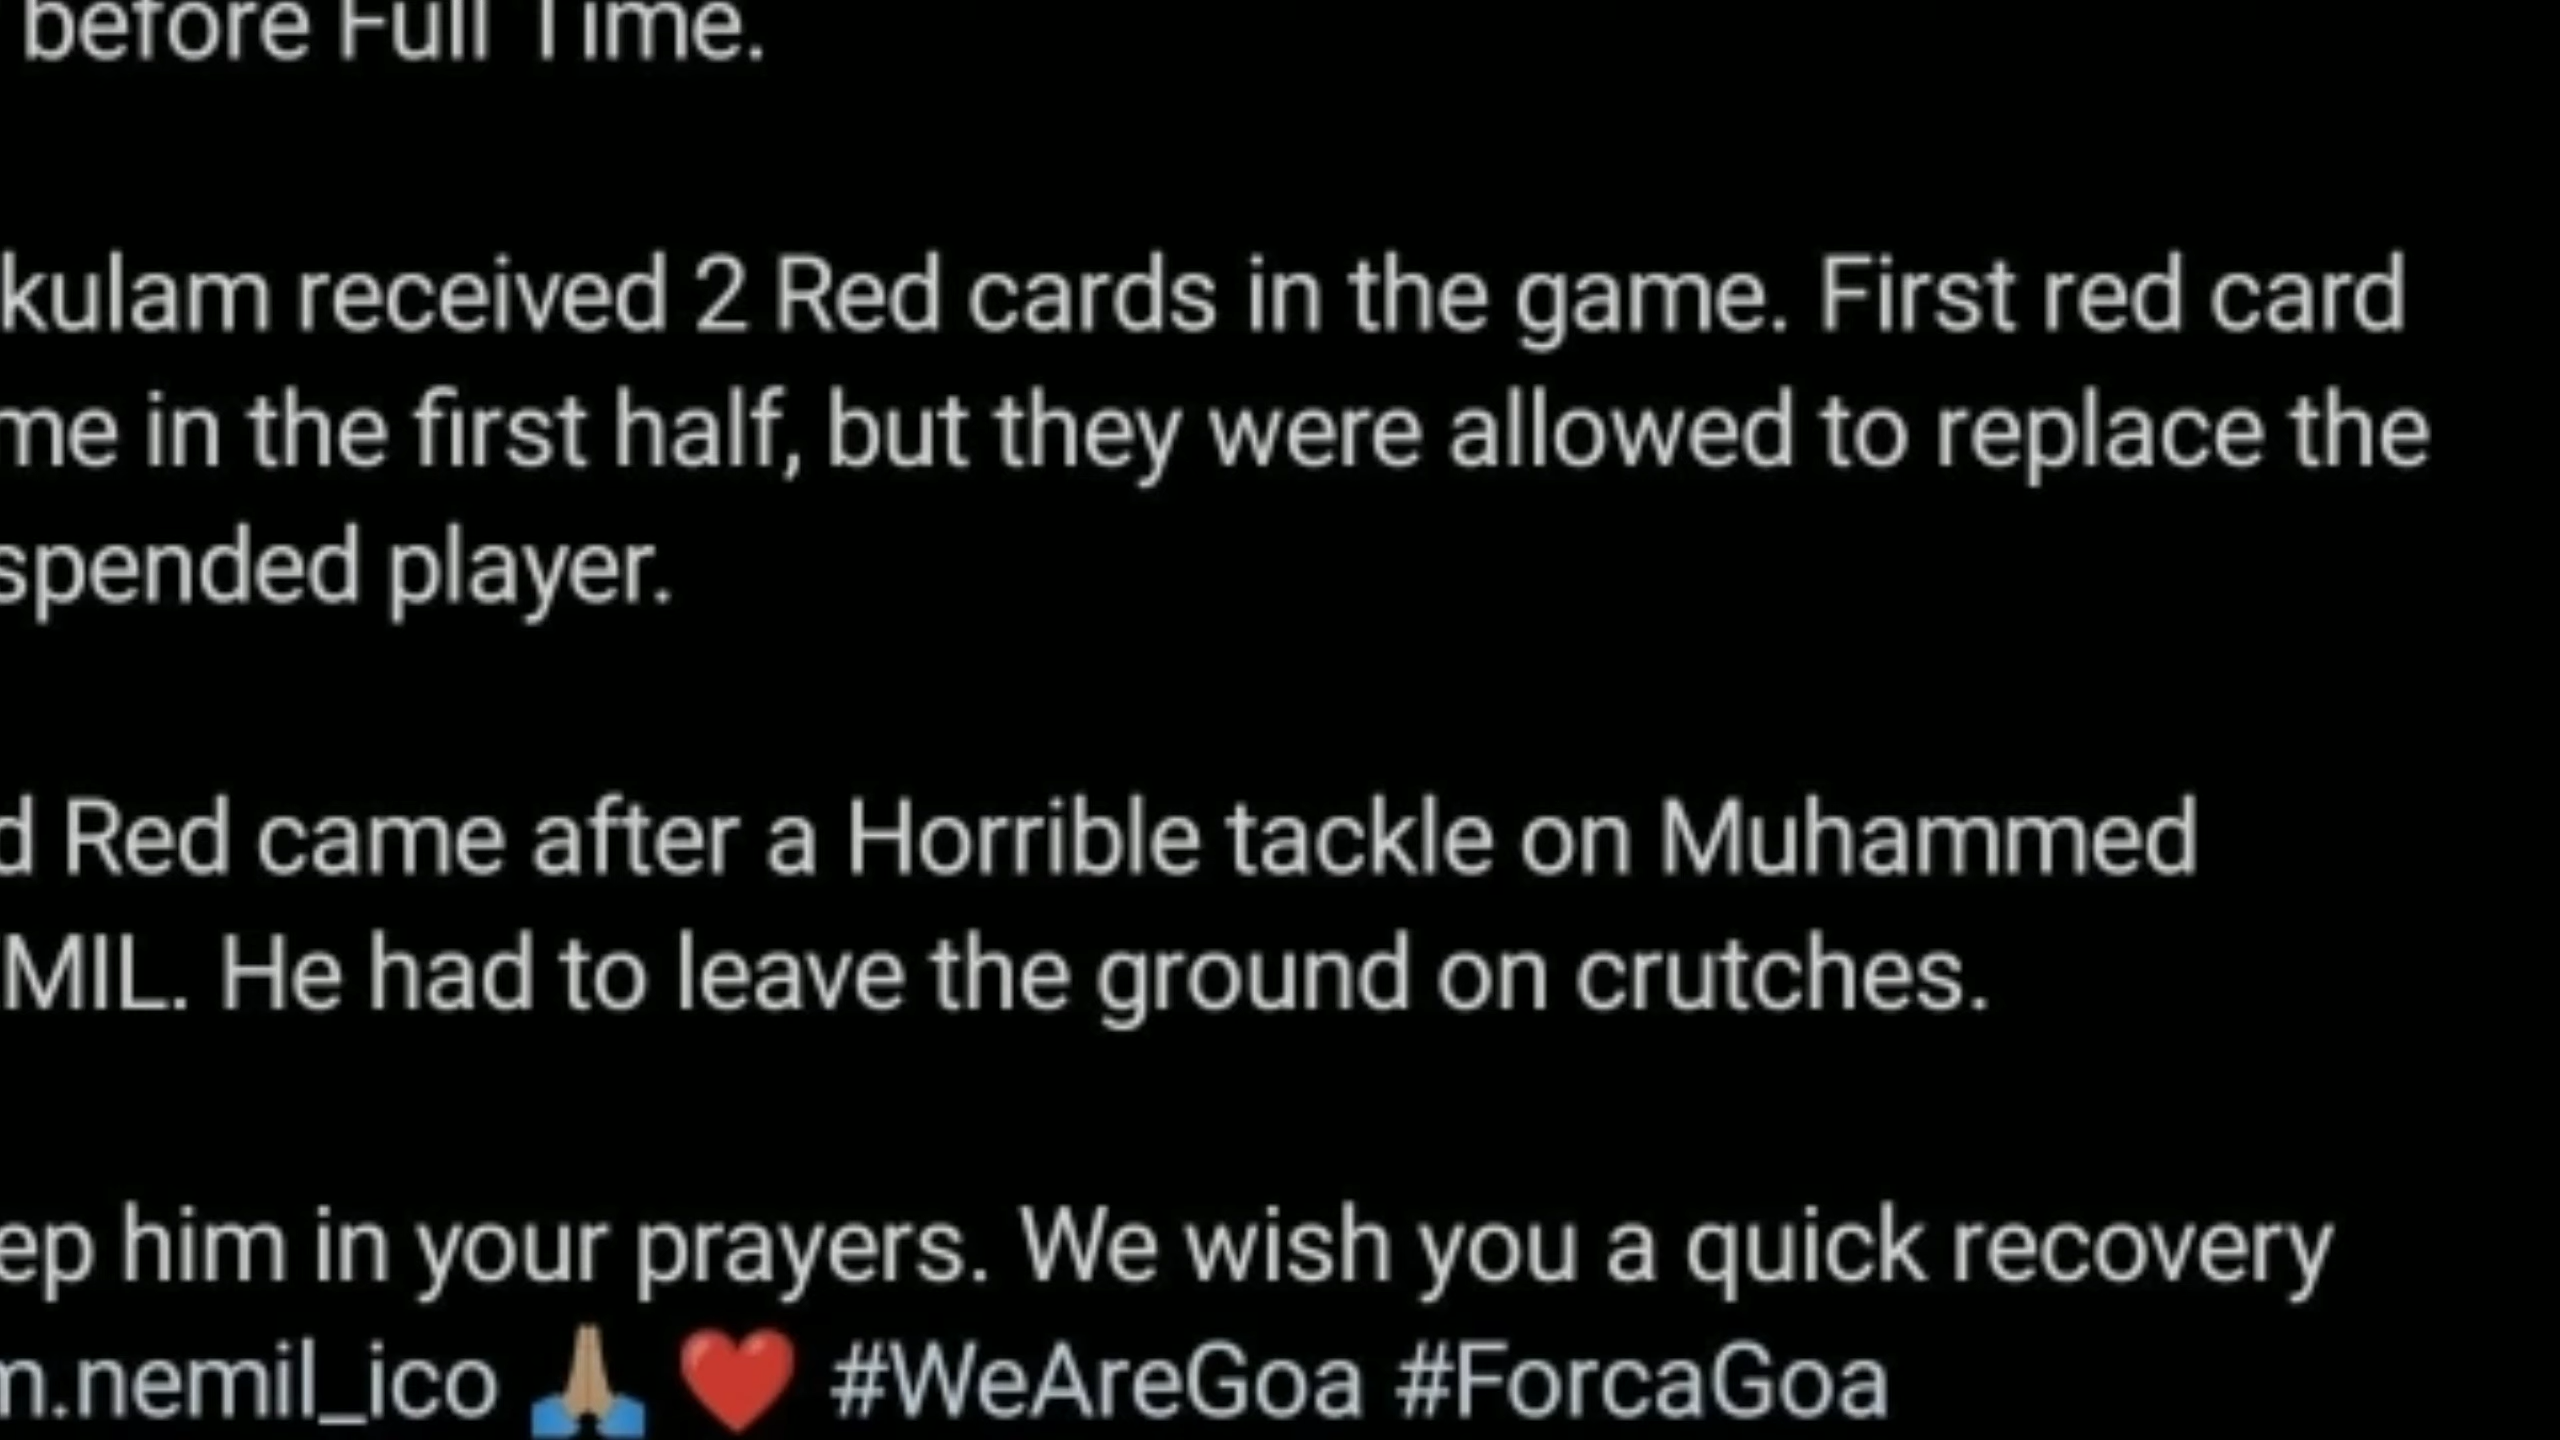 before Full Time.
kulam received 2 Red cards in the game. First red card
me in the first half, but they were allowed to replace the
spended player.
d Red came after a Horrible tackle on Muhammed
MIL. He had to leave the ground on crutches.
ep him in your prayers. We wish you a quick recovery
m.nemil_ico 🙏🏽 ❤️ #WeAreGoa #ForcaGoa